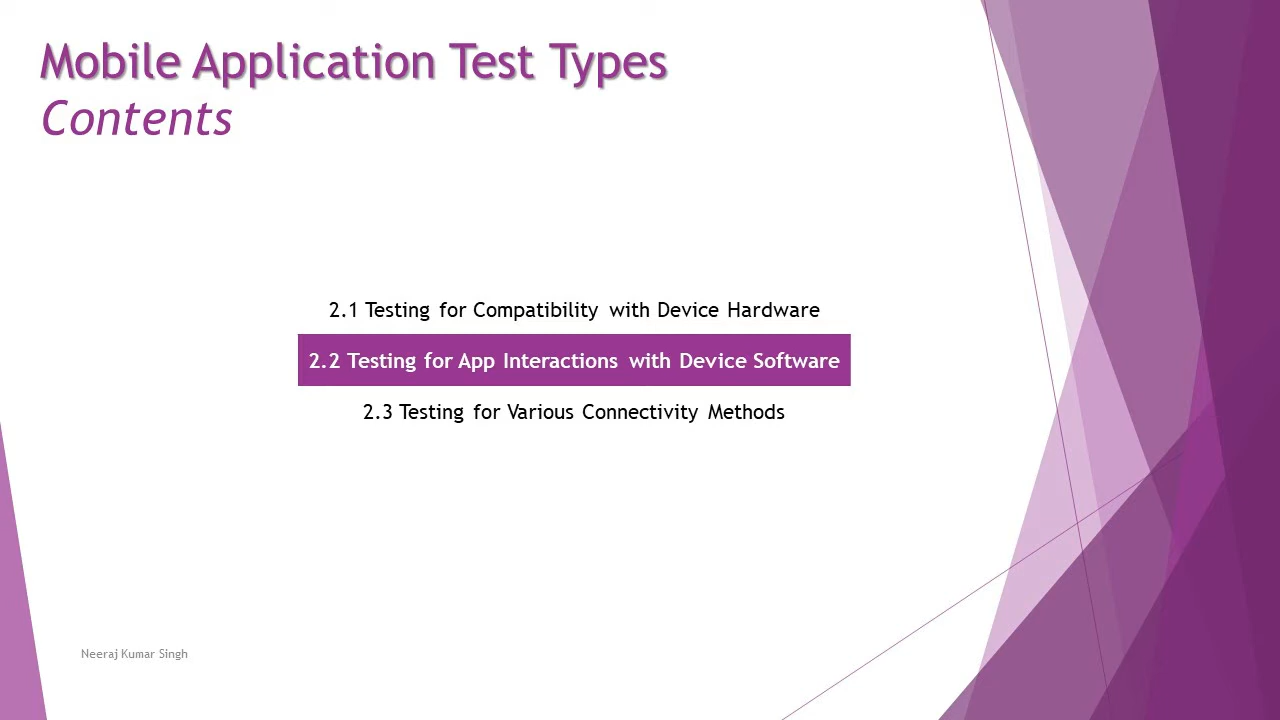 Mobile Application Test Types
Contents
2.1 Testing for Compatibility with Device Hardware
2.2 Testing for App Interactions with Device Software
2.3 Testing for Various Connectivity Methods
Neeraj Kumar Singh